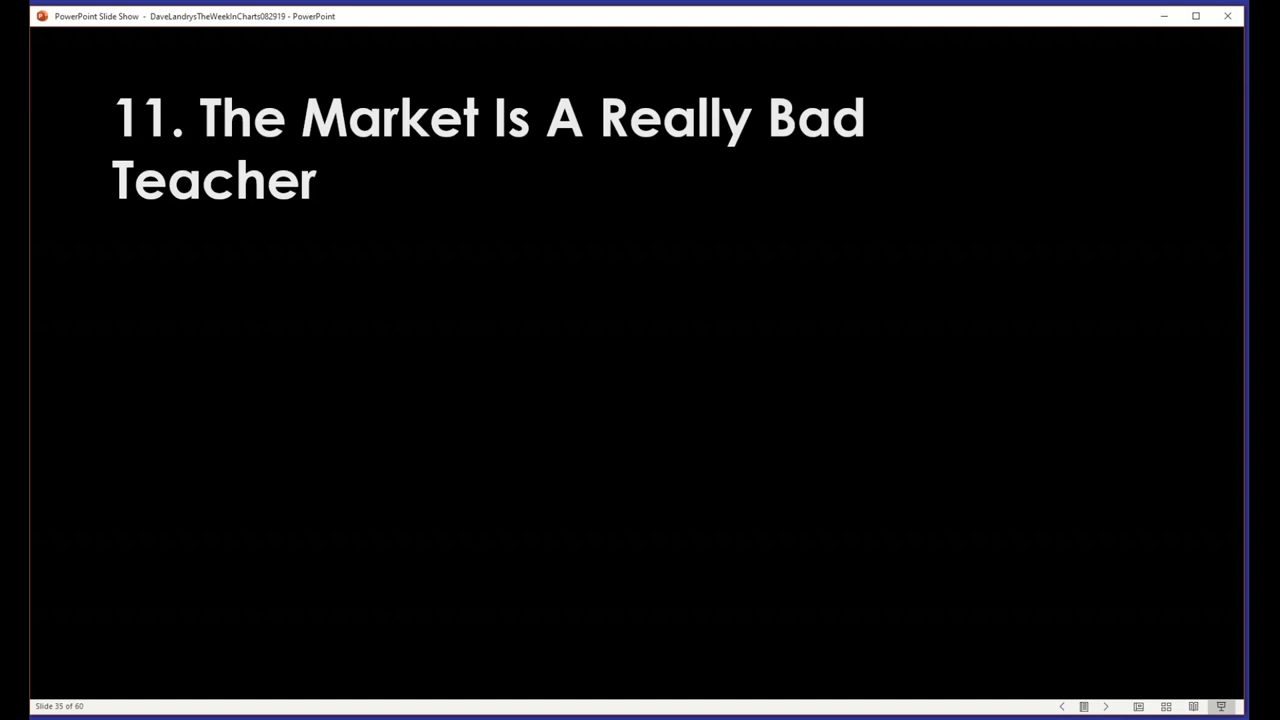 PowerPoint Slide Show - DaveLandrysTheWeekInCharts082919 - PowerPoint
11. The Market Is A Really Bad
Teacher
Slide 35 of 60